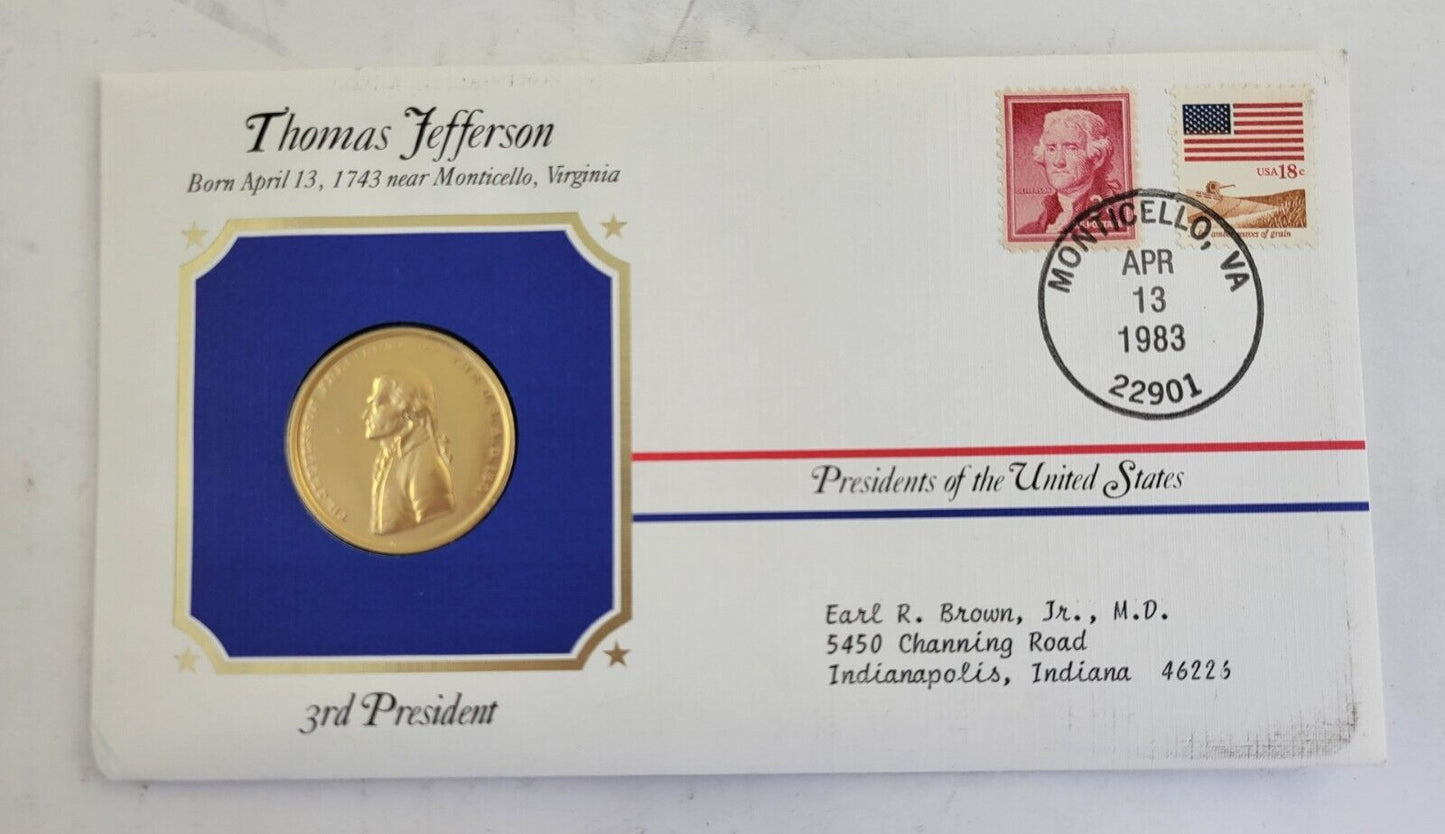 Thomas Jefferson
Born April 13, 1743 near Monticello, Virginia
JEFFERSON
USA 18c
waves of grain
MONTICELLO, VA
APR
13
1983
22901
Presidents of the United States
Earl R. Brown, Jr., M.D.
5450 Channing Road
Indianapolis, Indiana 46226
3rd President